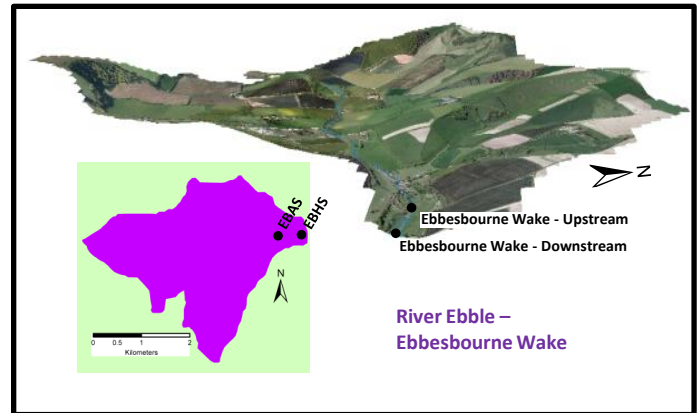 N
Ebbesbourne Wake - Upstream
Ebbesbourne Wake - Downstream
EBAS
EBHS
N
0 0.5 1 2
Kilometers
River Ebble –
Ebbesbourne Wake